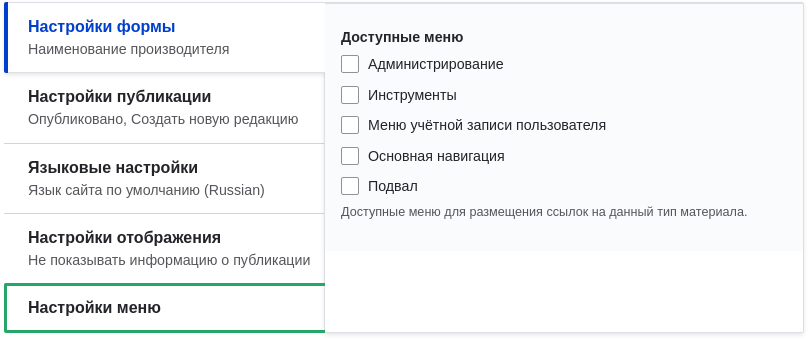 Настройки формы
Наименование производителя
Настройки публикации
Опубликовано, Создать новую редакцию
Языковые настройки
Язык сайта по умолчанию (Russian)
Настройки отображения
Не показывать информацию о публикации
Настройки меню
Доступные меню
Администрирование
Инструменты
Меню учётной записи пользователя
Основная навигация
Подвал
Доступные меню для размещения ссылок на данный тип материала.